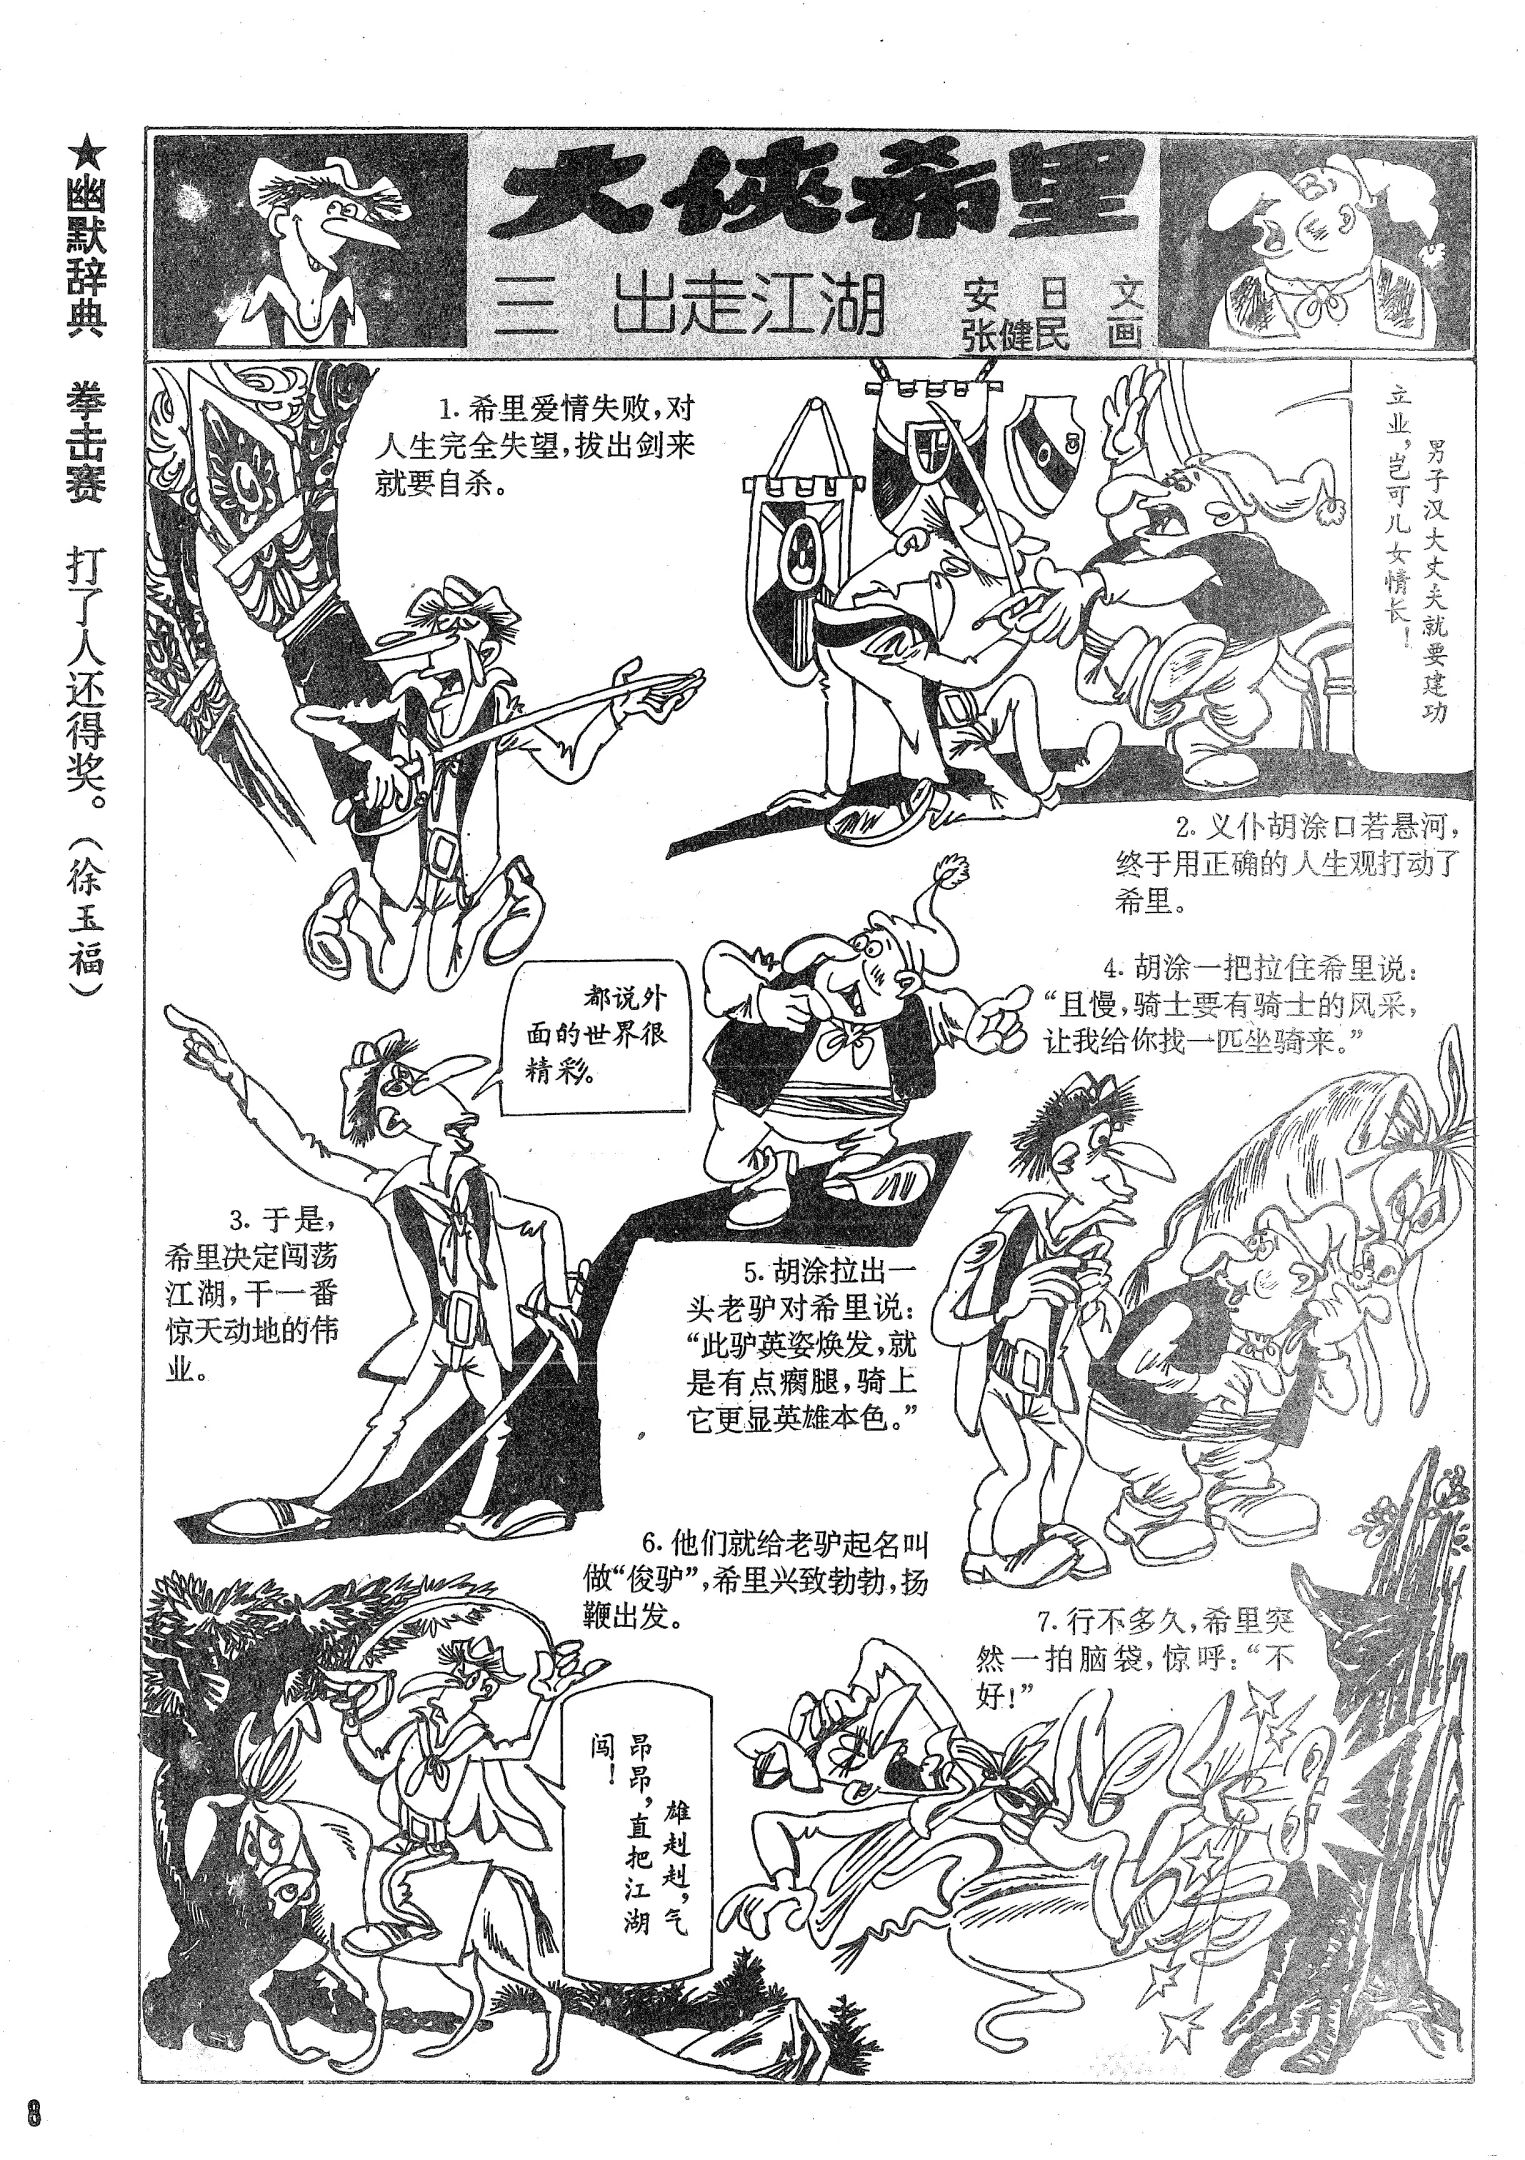 ★幽默辞典 拳击赛 打了人还得奖。(徐玉福)
大侠希里
三 出走江湖
安日 文
张健民 画
1. 希里爱情失败，对
人生完全失望，拔出剑来
就要自杀。
男子汉大丈夫就要建功
立业，岂可儿女情长！
2. 义仆胡涂口若悬河，
终于用正确的人生观打动了
希里。
都说外
面的世界很
精彩。
3. 于是，
希里决定闯荡
江湖，干一番
惊天动地的伟
业。
4. 胡涂一把拉住希里说：
“且慢，骑士要有骑士的风采，
让我给你找一匹坐骑来。”
5. 胡涂拉出一
头老驴对希里说：
“此驴英姿焕发，就
是有点瘸腿，骑上
它更显英雄本色。”
6. 他们就给老驴起名叫
做“俊驴”，希里兴致勃勃，扬
鞭出发。
雄赳赳，气
昂昂，直把江湖
闯！
7. 行不多久，希里突
然一拍脑袋，惊呼：“不
好！”
8